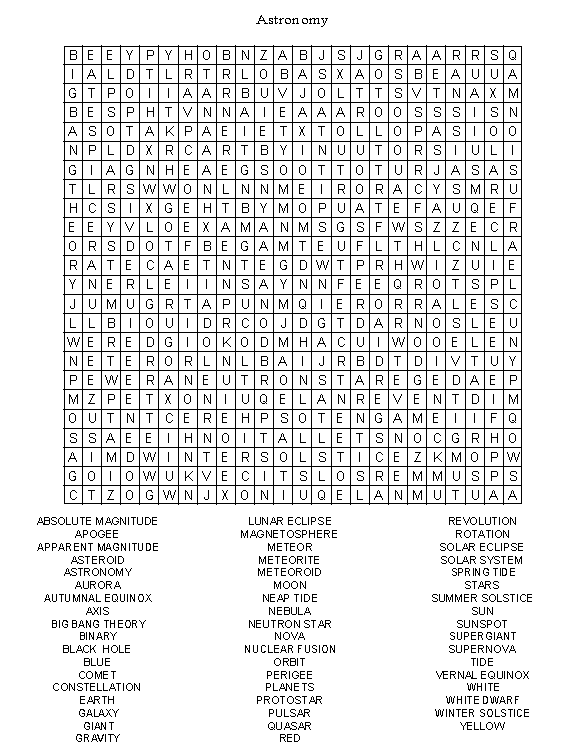 Astronomy
B E E Y P Y H O B N Z A B J S J G R A A R R S Q
I A L D T L R T R L O B A S X A O S B E A U U A
G T P O I I A A R B U V J O L T T S V T N A X M
B E S P H T V N N A I E A A A R O O S S S I S N
A S O T A K P A E I E T X T O L L O P A S I O O
N P L D X R C A R T B Y I N U U T O R S I U L I
G I A G N H E A E G S O O T T O T U R J A S A S
T L R S W W O N L N N M E I R O R A C Y S M R U
H C S I X G E H T B Y M O P U A T E F A U Q E F
E E Y V L O E X A M A N M S G S F W S Z Z E C R
O R S D O T F B E G A M T E U F L T H L C N L A
R A T E C A E T N T E G D W T P R H W I Z U I E
Y N E R L E I I N S A Y N N F E E Q R O T S P L
J U M U G R T A P U N M Q I E R O R R A L E S C
L L B I O U I D R C O J D G T D A R N O S L E U
W E R E D G I O K O D M H A C U I W O O E L E N
N E T E R O R L N L B A I J R B D T D I V T U Y
P E W E R A N E U T R O N S T A R E G E D A E P
M Z P E T X O N I U Q E L A N R E V E N T D I M
O U T N T C E R E H P S O T E N G A M E I I F Q
S S A E E I H N O I T A L L E T S N O C G R H O
A I M D W I N T E R S O L S T I C E Z K M O P W
G O I O W U K V E C I T S L O S R E M M U S P S
C T Z O G W N J X O N I U Q E L A N M U T U A A
ABSOLUTE MAGNITUDE
APOGEE
APPARENT MAGNITUDE
ASTEROID
ASTRONOMY
AURORA
AUTUMNAL EQUINOX
AXIS
BIG BANG THEORY
BINARY
BLACK HOLE
BLUE
COMET
CONSTELLATION
EARTH
GALAXY
GIANT
GRAVITY
LUNAR ECLIPSE
MAGNETOSPHERE
METEOR
METEORITE
METEOROID
MOON
NEAP TIDE
NEBULA
NEUTRON STAR
NOVA
NUCLEAR FUSION
ORBIT
PERIGEE
PLANETS
PROTOSTAR
PULSAR
QUASAR
RED
REVOLUTION
ROTATION
SOLAR ECLIPSE
SOLAR SYSTEM
SPRING TIDE
STARS
SUMMER SOLSTICE
SUN
SUNSPOT
SUPERGIANT
SUPERNOVA
TIDE
VERNAL EQUINOX
WHITE
WHITE DWARF
WINTER SOLSTICE
YELLOW